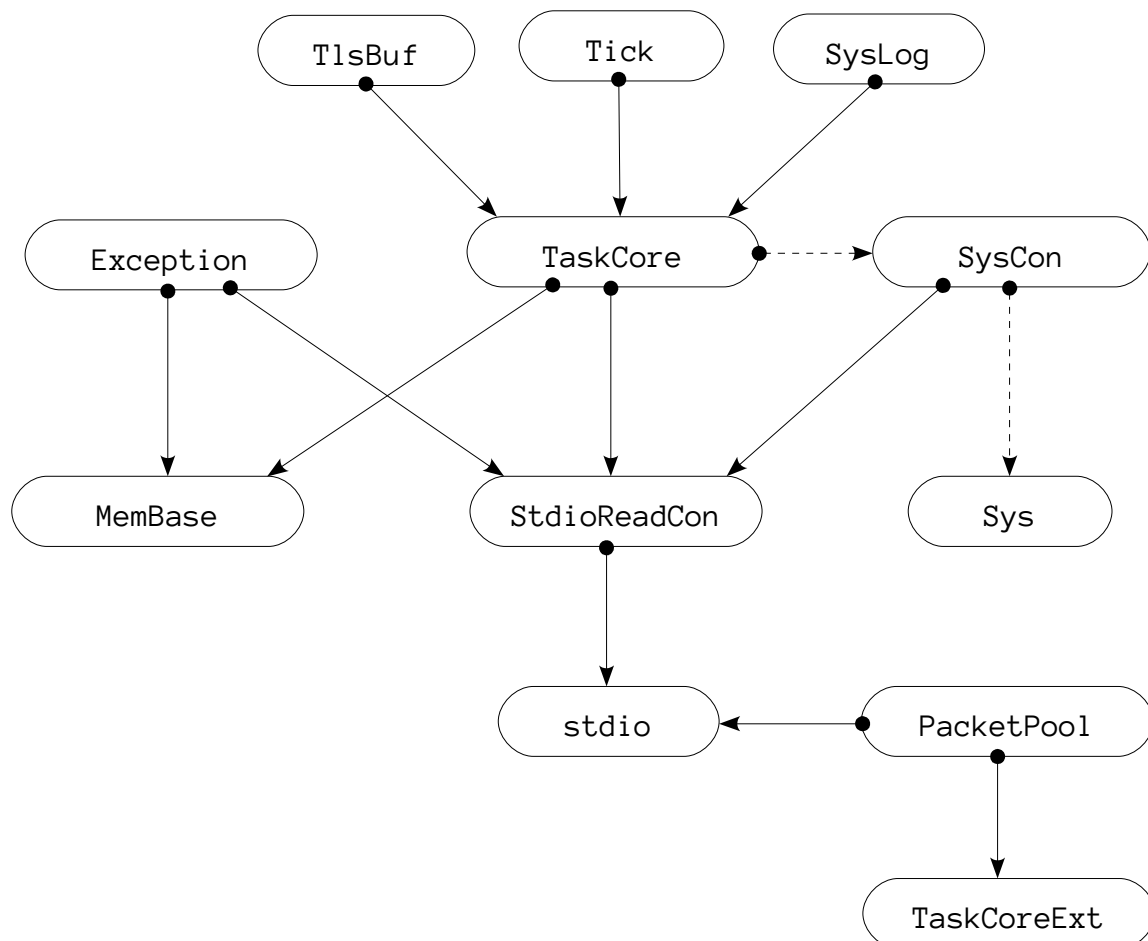 TlsBuf
Tick
SysLog
Exception
TaskCore
SysCon
MemBase
StdioReadCon
Sys
stdio
PacketPool
TaskCoreExt